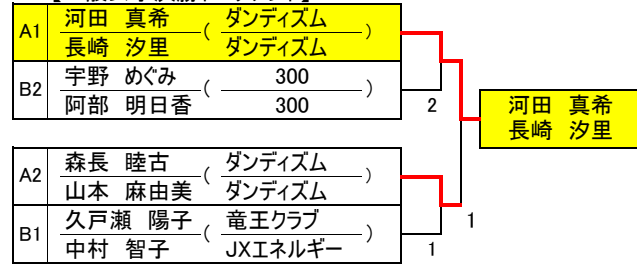 A1 河田 真希 ( ダンディズム )
長崎 汐里 ダンディズム
B2 宇野 めぐみ ( 300 )
阿部 明日香 300
2
河田 真希
長崎 汐里
A2 森長 睦古 ( ダンディズム )
山本 麻由美 ダンディズム
1
B1 久戸瀬 陽子 ( 竜王クラブ )
中村 智子 JXエネルギー
1